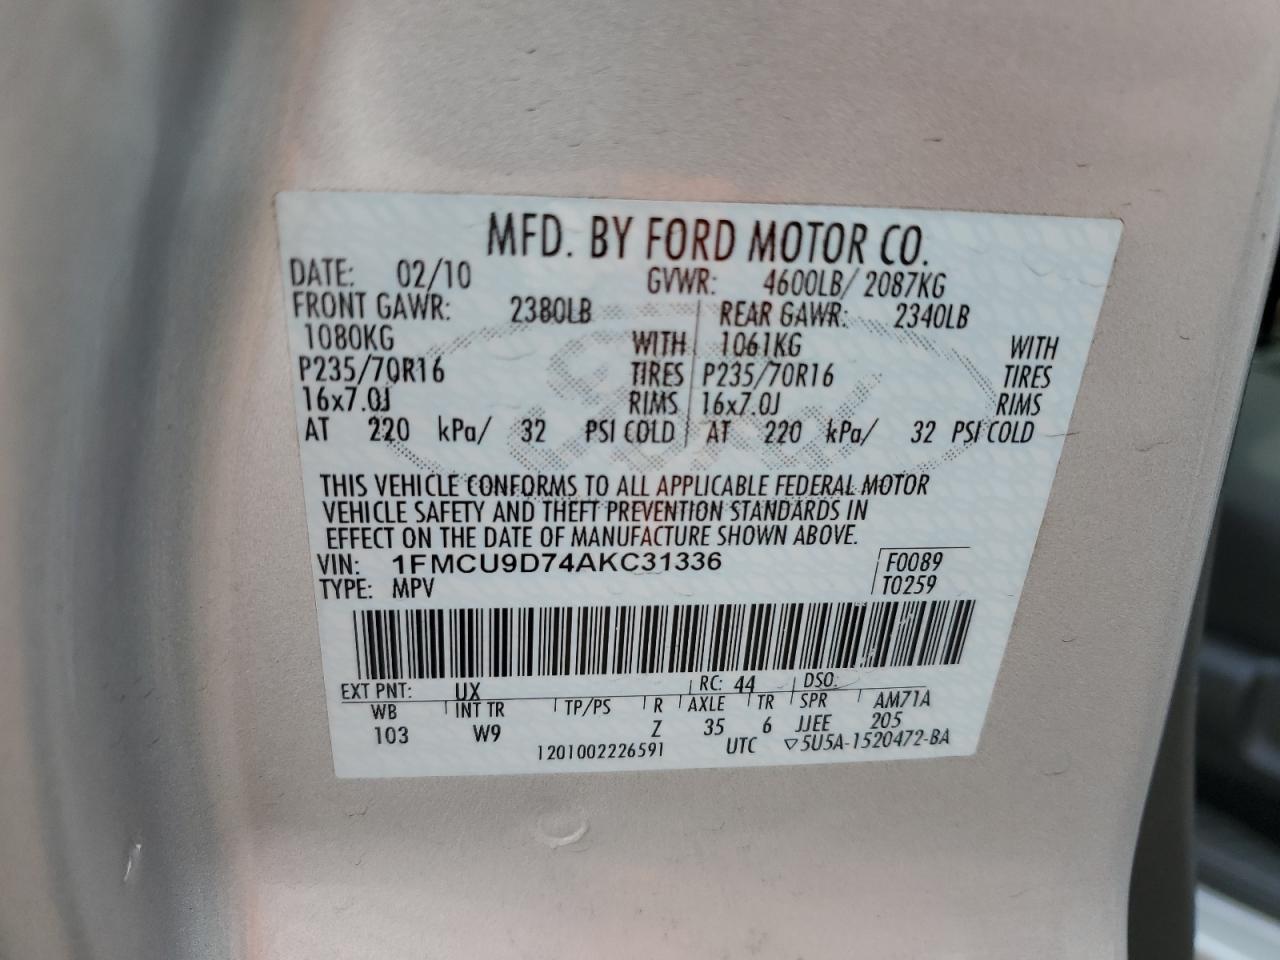 MFD. BY FORD MOTOR CO.
DATE: 02/10 GVWR: 4600LB/ 2087KG
FRONT GAWR: 2380LB REAR GAWR: 2340LB
1080KG WITH 1061KG WITH
P235/70R16 TIRES P235/70R16 TIRES
16x7.0J RIMS 16x7.0J RIMS
AT 220 kPa/ 32 PSI COLD AT 220 kPa/ 32 PSI COLD
Ford
THIS VEHICLE CONFORMS TO ALL APPLICABLE FEDERAL MOTOR
VEHICLE SAFETY AND THEFT PREVENTION STANDARDS IN
EFFECT ON THE DATE OF MANUFACTURE SHOWN ABOVE.
VIN: 1FMCU9D74AKC31336 F0089
TYPE: MPV T0259
EXT PNT: UX RC: 44 DSO:
WB INT TR TP/PS R AXLE TR SPR AM71A
103 W9 Z 35 6 JJEE 205
1201002226591 UTC ▽5U5A-1520472-BA